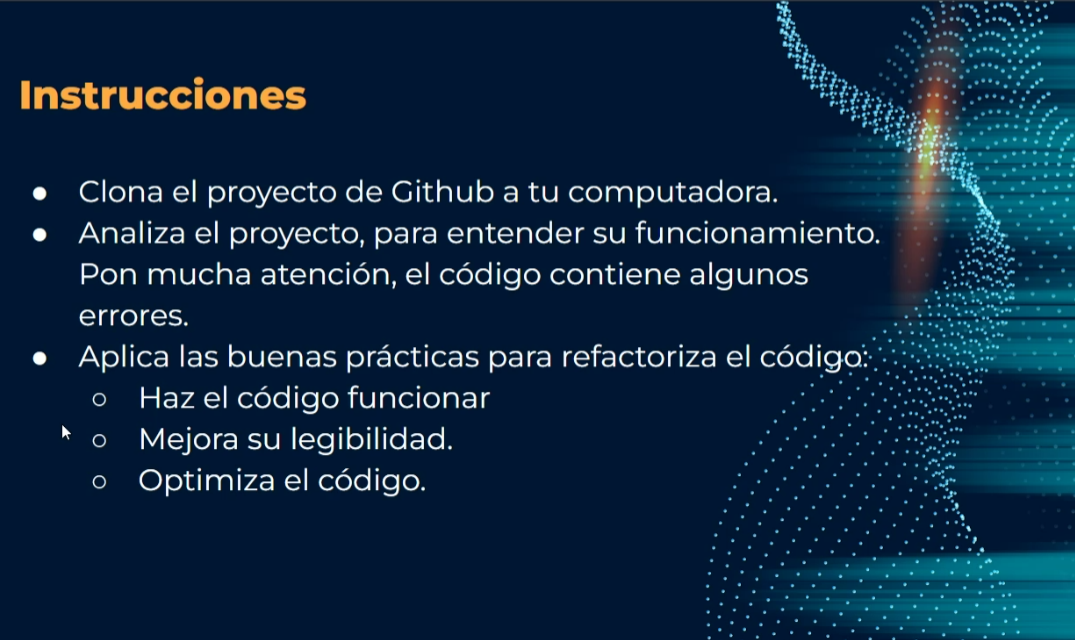 Instrucciones
● Clona el proyecto de Github a tu computadora.
● Analiza el proyecto, para entender su funcionamiento.
Pon mucha atención, el código contiene algunos
errores.
● Aplica las buenas prácticas para refactoriza el código:
○ Haz el código funcionar
○ Mejora su legibilidad.
○ Optimiza el código.